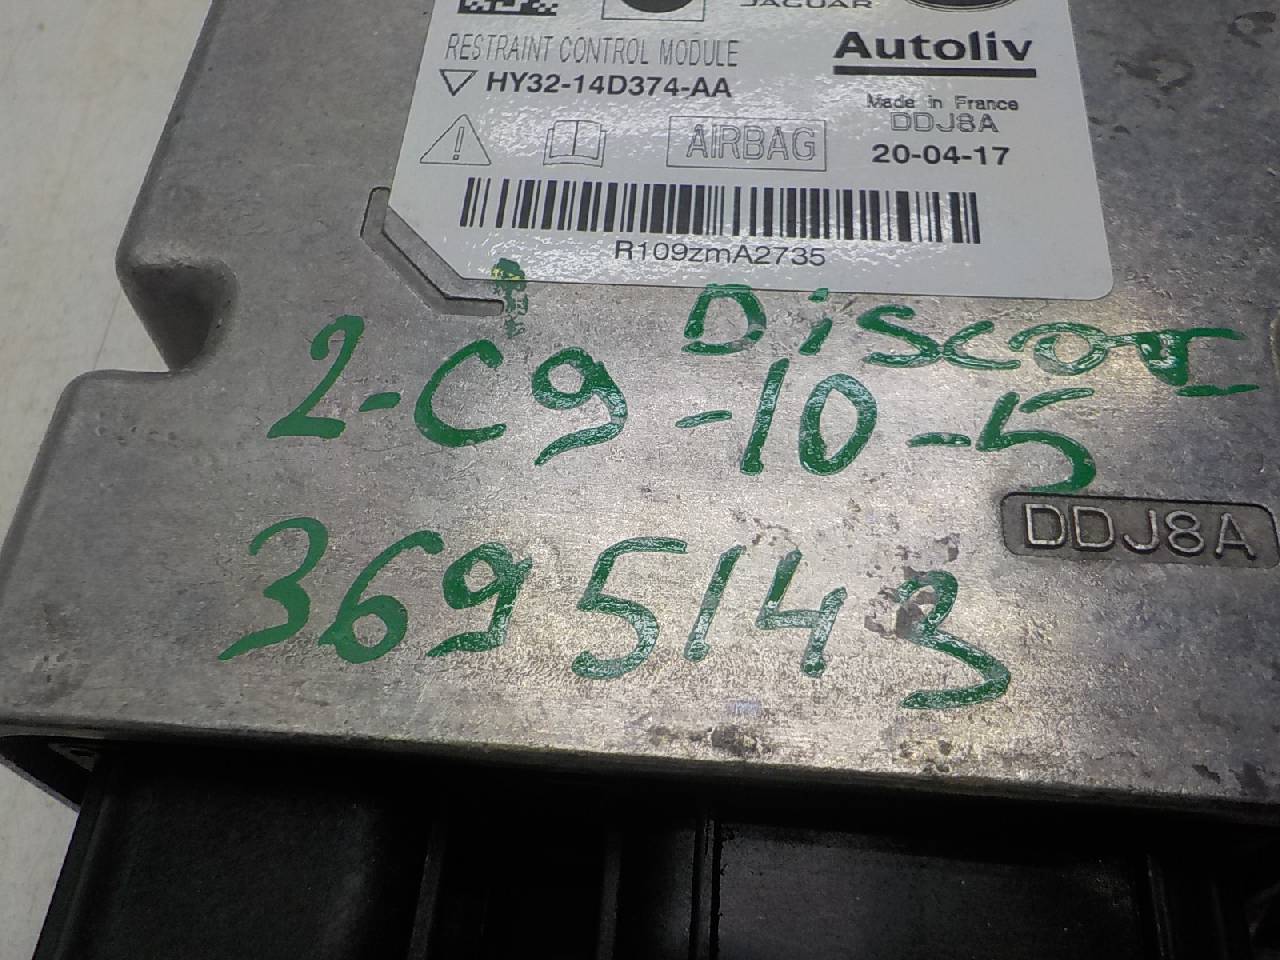 JAGUAR
RESTRAINT CONTROL MODULE
Autoliv
HY32-14D374-AA
Made in France
DDJ8A
AIRBAG
20-04-17
R109zmA2735
DISCO
2-C9-10-5
DDJ8A
3695143